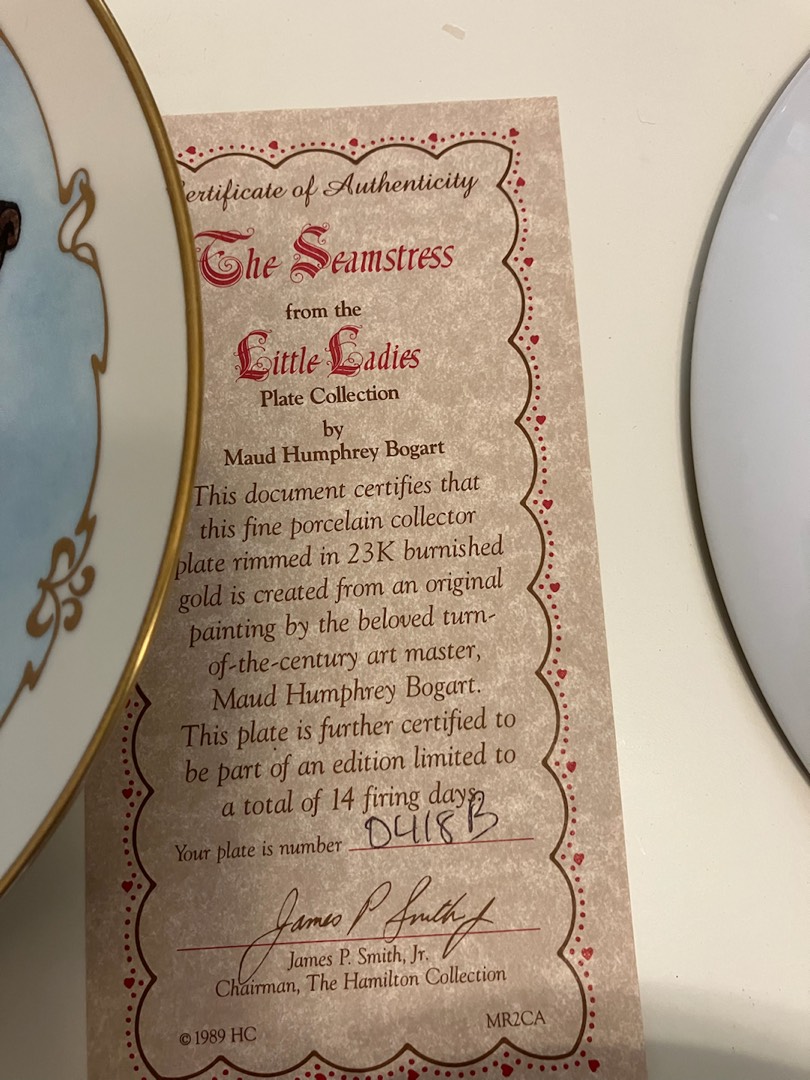 ertificate of Authenticity
The Seamstress
from the
Little Ladies
Plate Collection
by
Maud Humphrey Bogart
This document certifies that
this fine porcelain collector
plate rimmed in 23K burnished
gold is created from an original
painting by the beloved turn-
of-the-century art master,
Maud Humphrey Bogart.
This plate is further certified to
be part of an edition limited to
a total of 14 firing days.
Your plate is number 0418B
James P Smith Jr
James P. Smith, Jr.
Chairman, The Hamilton Collection
© 1989 HC
MR2CA